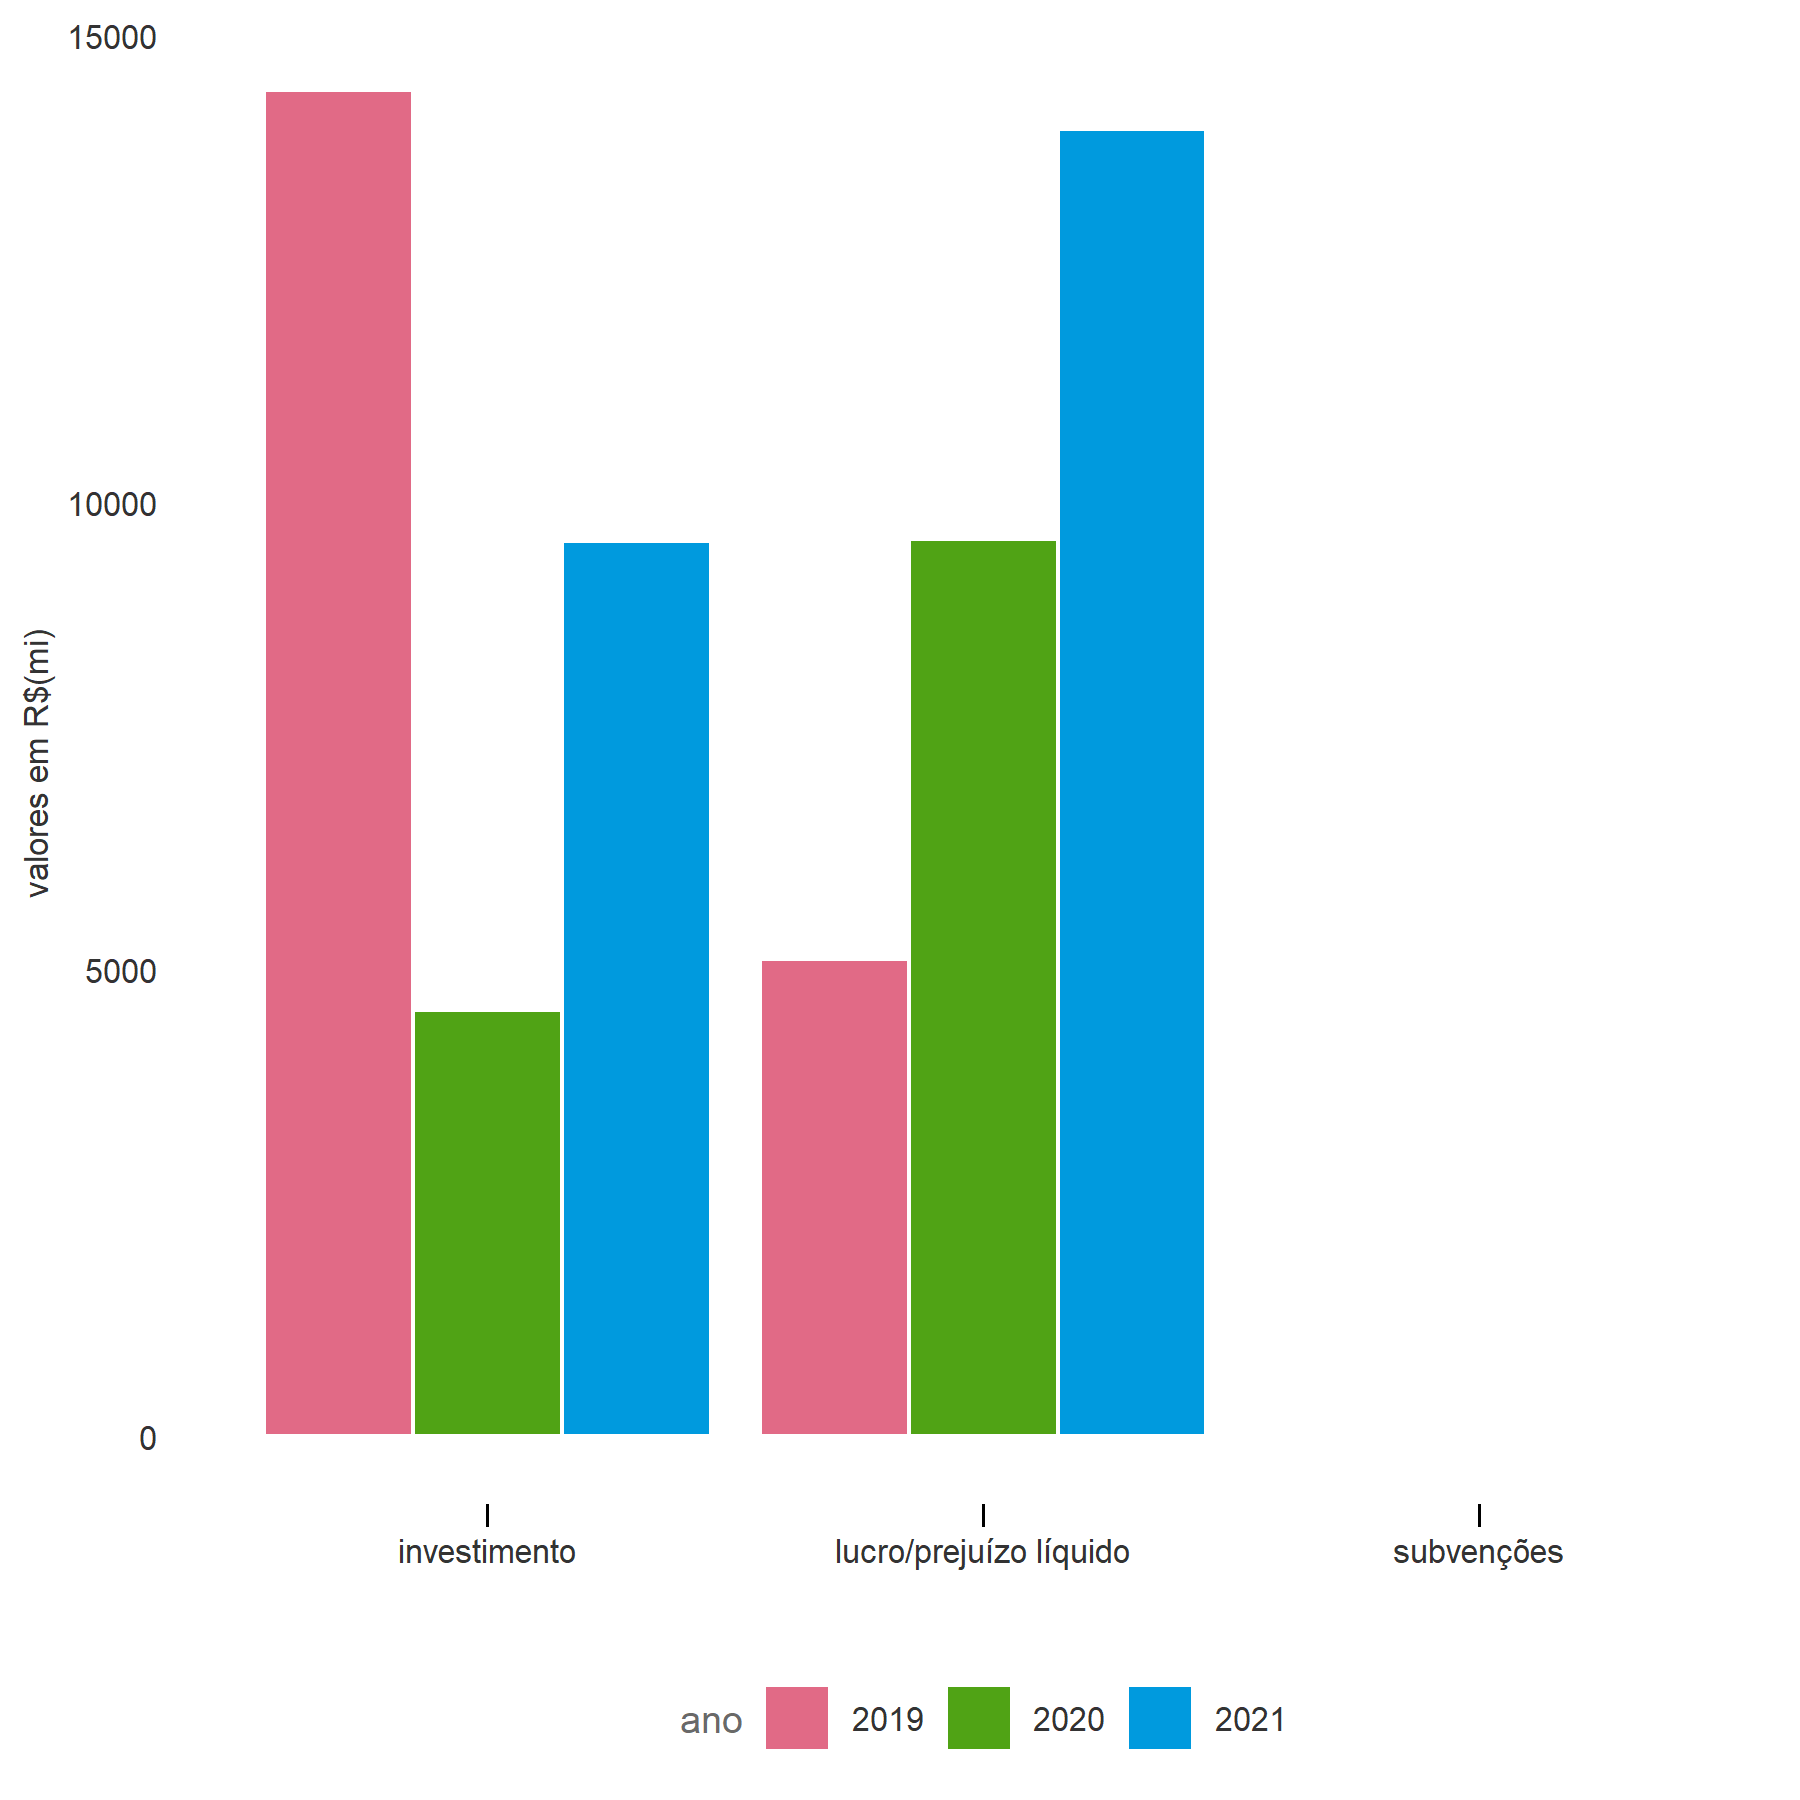 15000
10000
5000
0
valores em R$(mi)
investimento
lucro/prejuízo líquido
subvenções
ano 2019 2020 2021